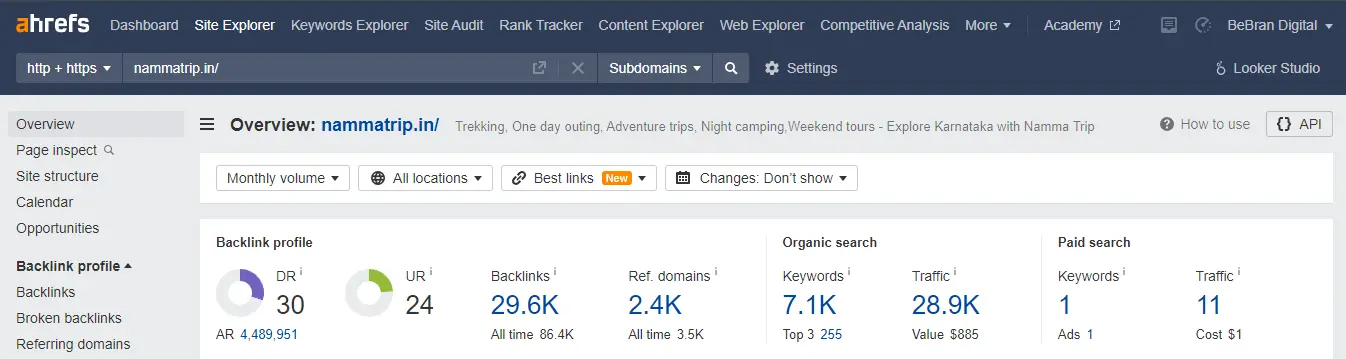 ahrefs Dashboard Site Explorer Keywords Explorer Site Audit Rank Tracker Content Explorer Web Explorer Competitive Analysis More Academy BeBran Digital
http + https nammatrip.in/ Subdomains Settings Looker Studio
Overview
Page inspect
Site structure
Calendar
Opportunities
Backlink profile
Backlinks
Broken backlinks
Referring domains
Overview: nammatrip.in/ Trekking, One day outing, Adventure trips, Night camping,Weekend tours - Explore Karnataka with Namma Trip How to use {} API
Monthly volume All locations Best links New Changes: Don't show
Backlink profile
DR i
30
AR 4,489,951
UR i
24
Backlinks i
29.6K
All time 86.4K
Ref. domains i
2.4K
All time 3.5K
Organic search
Keywords i
7.1K
Top 3 255
Traffic i
28.9K
Value $885
Paid search
Keywords i
1
Ads 1
Traffic i
11
Cost $1